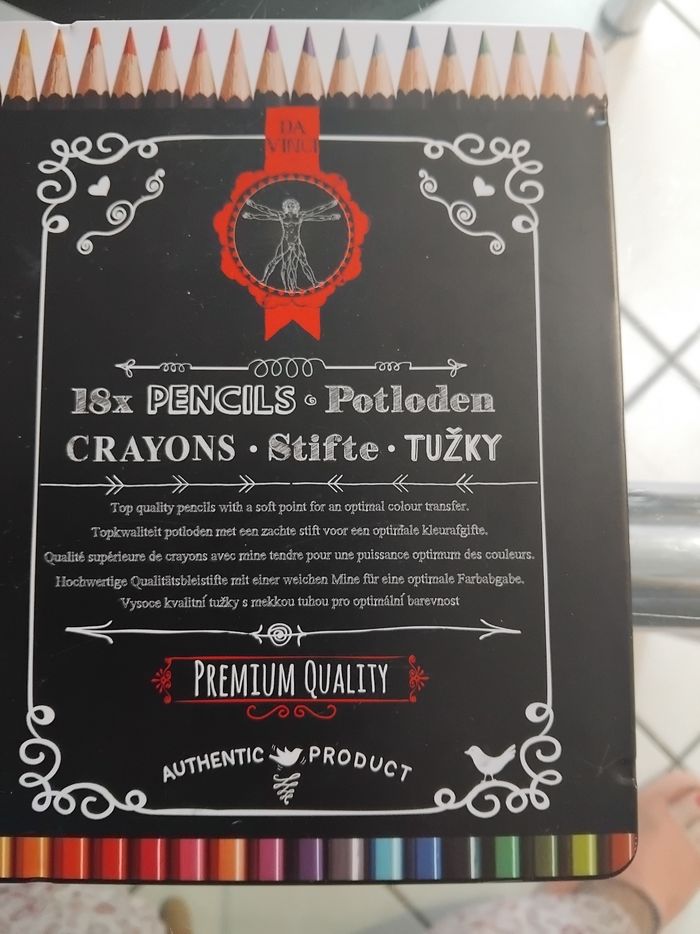 DA
VINCI
18x PENCILS Potloden
CRAYONS · Stifte · TUŽKY
Top quality pencils with a soft point for an optimal colour transfer.
Topkwaliteit potloden met een zachte stift voor een optimale kleurafgifte.
Qualité supérieure de crayons avec mine tendre pour une puissance optimum des couleurs.
Hochwertige Qualitätsbleistifte mit einer weichen Mine für eine optimale Farbabgabe.
Vysoce kvalitní tužky s mekkou tuhou pro optimální barevnost
PREMIUM QUALITY
AUTHENTIC PRODUCT